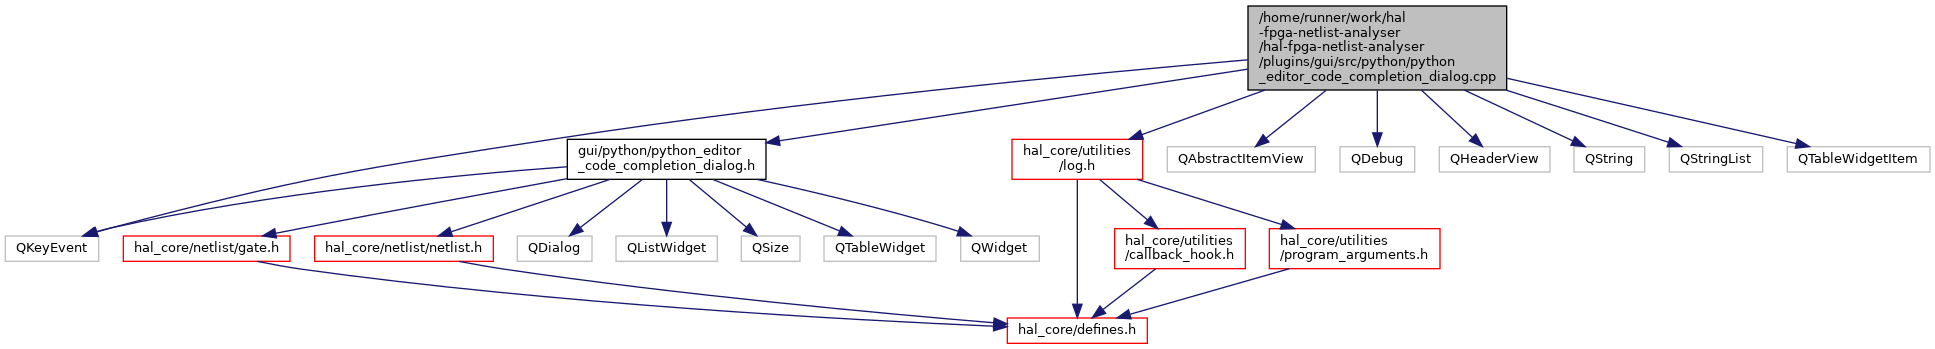 /home/runner/work/hal
-fpga-netlist-analyser
/hal-fpga-netlist-analyser
/plugins/gui/src/python/python
_editor_code_completion_dialog.cpp
gui/python/python_editor
_code_completion_dialog.h
hal_core/utilities
/log.h
QAbstractItemView
QDebug
QHeaderView
QString
QStringList
QTableWidgetItem
QKeyEvent
hal_core/netlist/gate.h
hal_core/netlist/netlist.h
QDialog
QListWidget
QSize
QTableWidget
QWidget
hal_core/utilities
/callback_hook.h
hal_core/utilities
/program_arguments.h
hal_core/defines.h